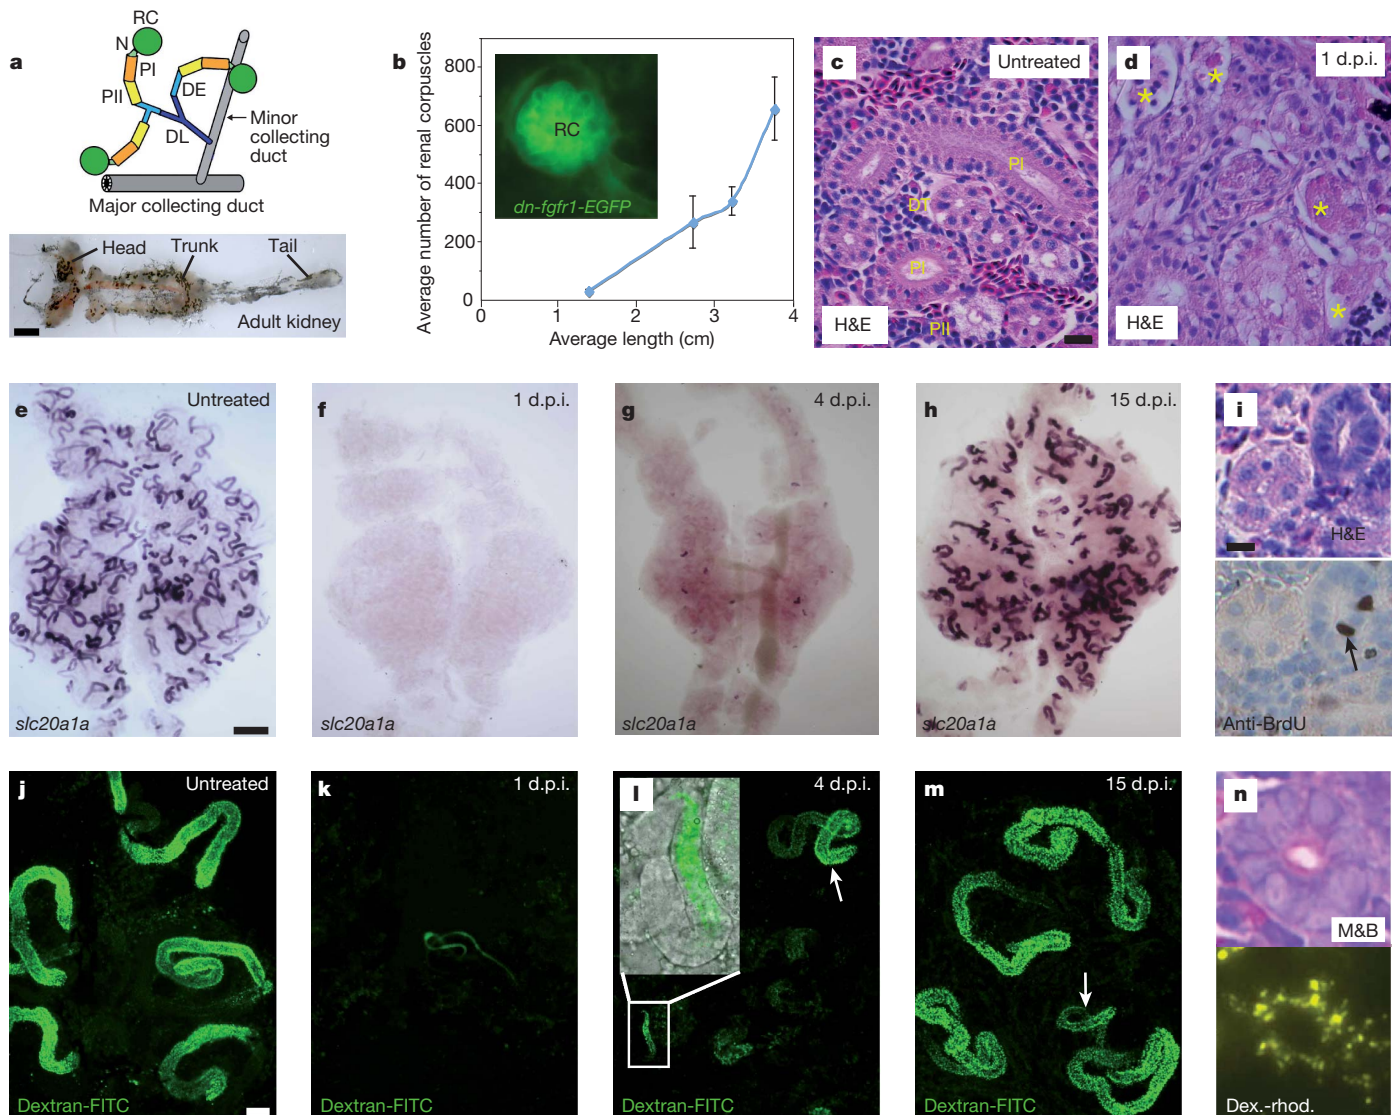 a
RC
N
PI
PII
DE
DL
Minor
collecting
duct
Major collecting duct
Head
Trunk
Tail
Adult kidney
b
Average number of renal corpuscles
800
600
400
200
0
0
1
2
3
4
Average length (cm)
RC
dn-fgfr1-EGFP
c
Untreated
PI
DT
PI
PII
H&E
d
1 d.p.i.
H&E
e
Untreated
slc20a1a
f
1 d.p.i.
slc20a1a
g
4 d.p.i.
slc20a1a
h
15 d.p.i.
slc20a1a
i
H&E
Anti-BrdU
j
Untreated
Dextran-FITC
k
1 d.p.i.
Dextran-FITC
l
4 d.p.i.
Dextran-FITC
m
15 d.p.i.
Dextran-FITC
n
M&B
Dex.-rhod.